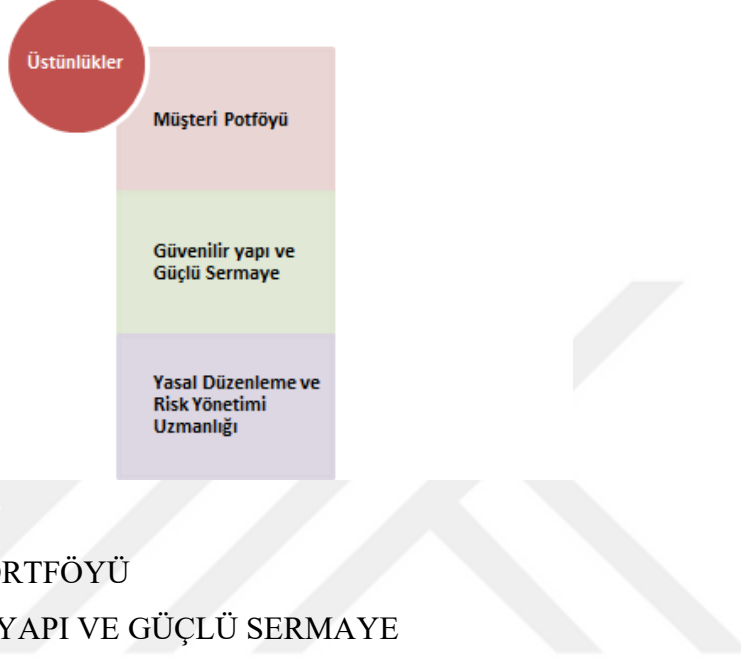 Üstünlükler
Müşteri Potföyü
Güvenilir yapı ve
Güçlü Sermaye
Yasal Düzenleme ve
Risk Yönetimi
Uzmanlığı
ORTFÖYÜ
YAPI VE GÜÇLÜ SERMAYE